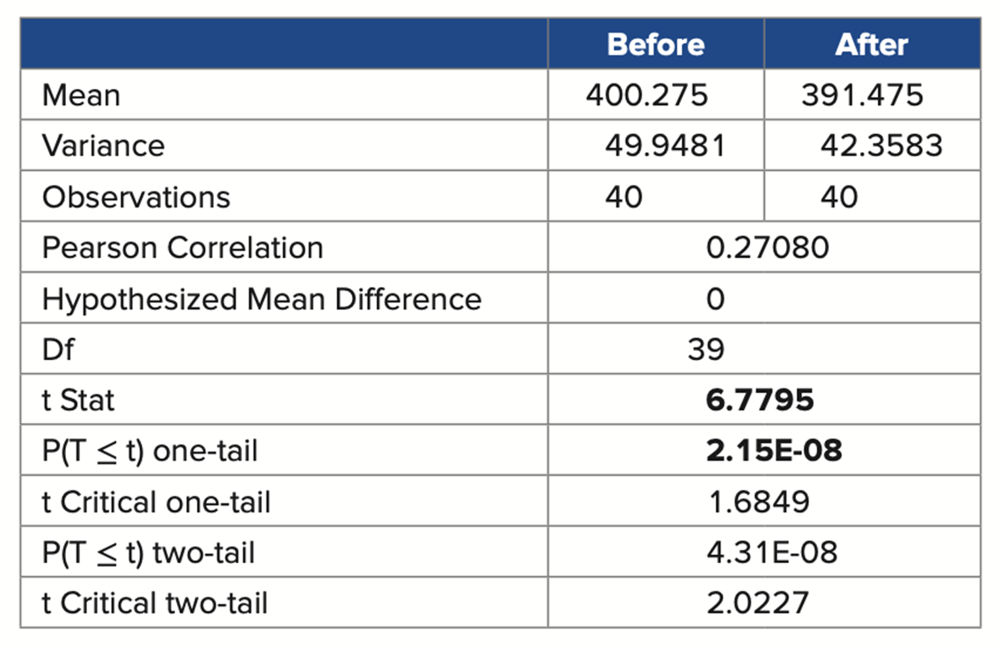 Before After
Mean 400.275 391.475
Variance 49.9481 42.3583
Observations 40 40
Pearson Correlation 0.27080
Hypothesized Mean Difference 0
Df 39
t Stat 6.7795
P(T ≤ t) one-tail 2.15E-08
t Critical one-tail 1.6849
P(T ≤ t) two-tail 4.31E-08
t Critical two-tail 2.0227